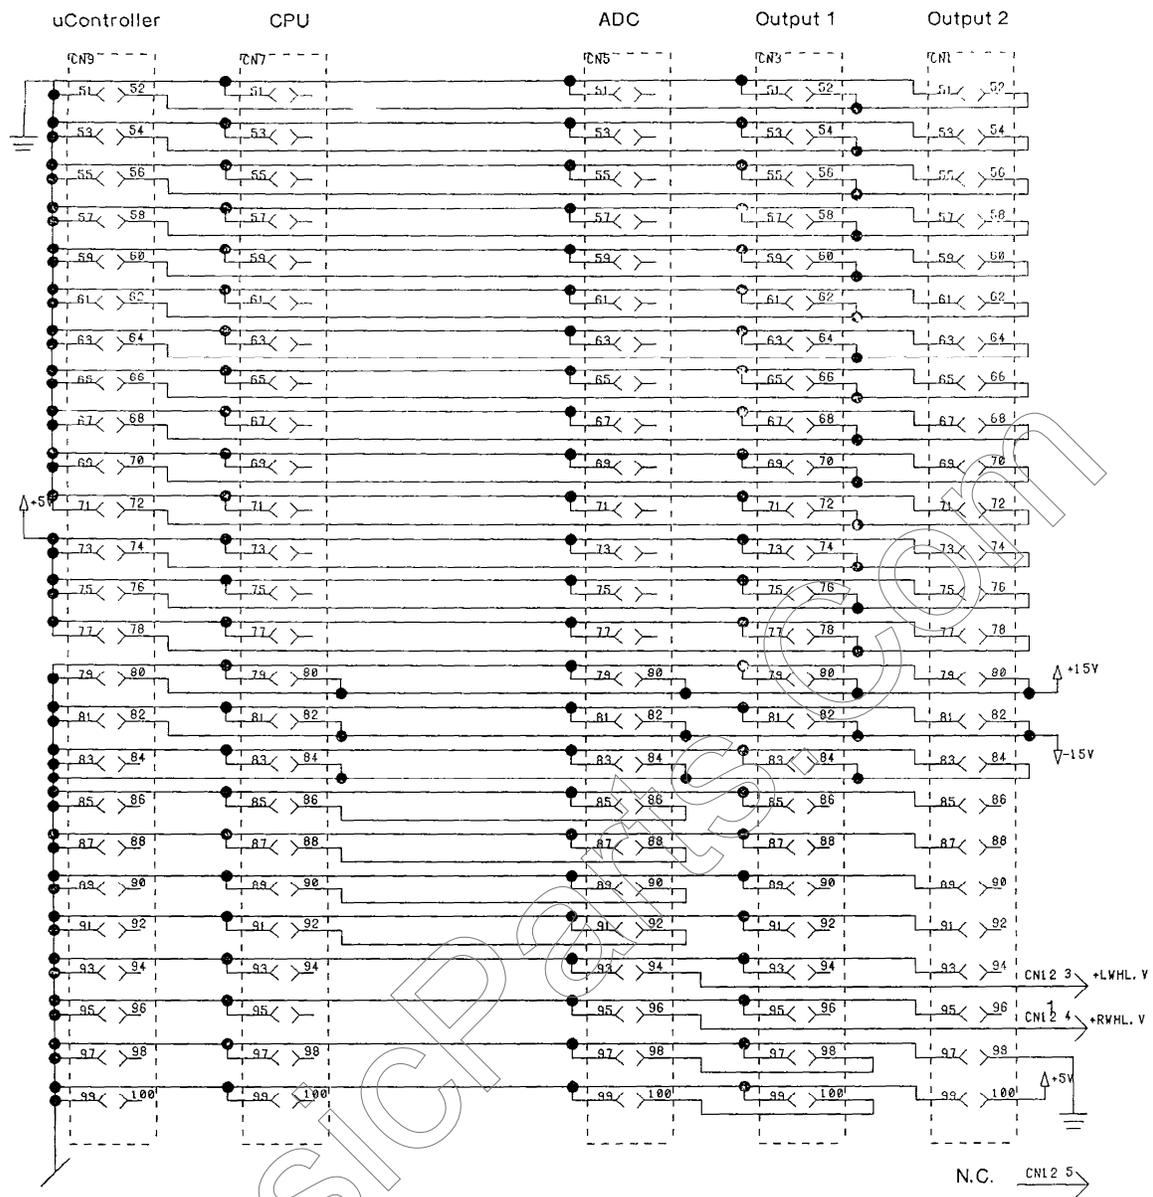 uController CPU ADC Output 1 Output 2
CN9 CN7 CN5 CN3 CN1
51 52 51 51 51 52 51 52
53 54 53 53 53 54 53 54
55 56 55 55 55 56 55 56
57 58 57 57 57 58 57 58
59 60 59 59 59 60 59 60
61 62 61 61 61 62 61 62
63 64 63 63 63 64 63 64
65 66 65 65 65 66 65 66
67 68 67 67 67 68 67 68
69 70 69 69 69 70 69 70
+5V
71 72 71 71 71 72 71 72
73 74 73 73 73 74 73 74
75 76 75 75 75 76 75 76
77 78 77 77 77 78 77 78
79 80 79 80 79 80 79 80 79 80 +15V
81 82 81 82 81 82 81 82 81 82
83 84 83 84 83 84 83 84 83 84 -15V
85 86 85 86 85 86 85 86 85 86
87 88 87 88 87 88 87 88 87 88
89 90 89 90 89 90 89 90 89 90
91 92 91 92 91 92 91 92 91 92
93 94 93 94 93 94 93 94 93 94
CN12 3 +LWHL.V
95 96 95 95 96 95 96 95 96
1
CN12 4 +RWHL.V
97 98 97 98 97 98 97 98 97 98
+5V
99 100 99 100 99 100 99 100 99 100
N.C. CN12 5
sicParts.Com